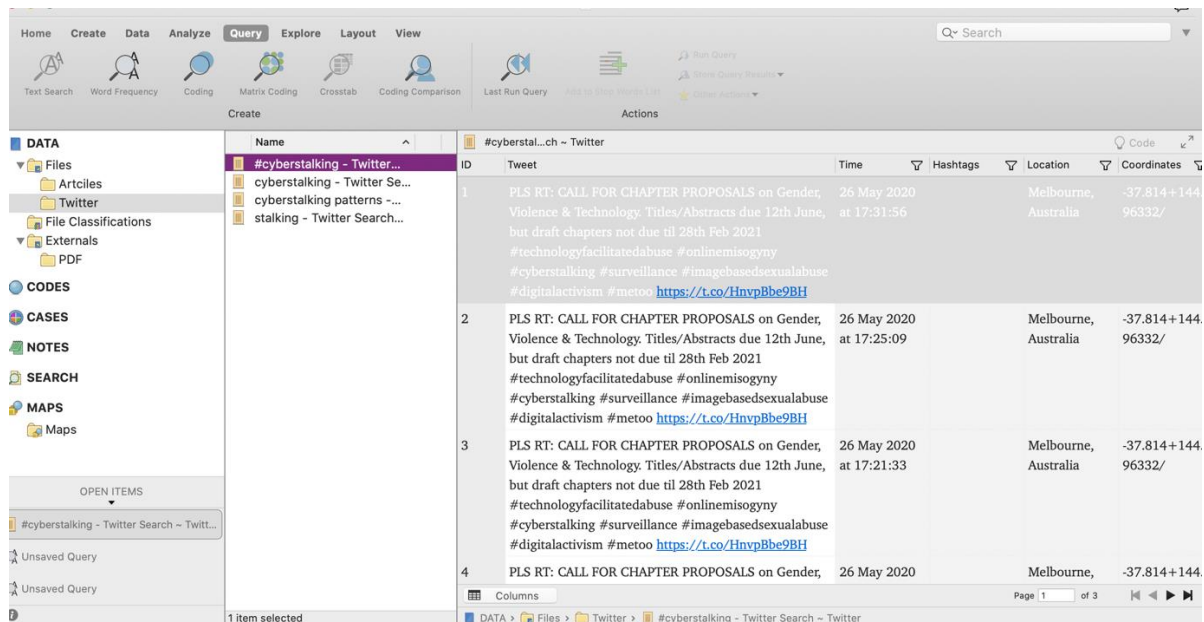 Home Create Data Analyze Query Explore Layout View
Search
Text Search Word Frequency Coding Matrix Coding Crosstab Coding Comparison Last Run Query Add to Stop Words List
Run Query
Store Query Results
Other Actions
Create Actions
DATA
Files
Artciles
Twitter
File Classifications
Externals
PDF
CODES
CASES
NOTES
SEARCH
MAPS
Maps
OPEN ITEMS
#cyberstalking - Twitter Search ~ Twitt...
Unsaved Query
Unsaved Query
Name
#cyberstalking - Twitter...
cyberstalking - Twitter Se...
cyberstalking patterns -...
stalking - Twitter Search...
1 item selected
#cyberstal...ch ~ Twitter
Code
ID Tweet Time Hashtags Location Coordinates
1 PLS RT: CALL FOR CHAPTER PROPOSALS on Gender, 26 May 2020 Melbourne, -37.814+144.
Violence & Technology. Titles/Abstracts due 12th June, at 17:31:56 Australia 96332/
but draft chapters not due til 28th Feb 2021
#technologyfacilitatedabuse #onlinemisogyny
#cyberstalking #surveillance #imagebasedsexualabuse
#digitalactivism #metoo https://t.co/HnvpBbe9BH
2 PLS RT: CALL FOR CHAPTER PROPOSALS on Gender, 26 May 2020 Melbourne, -37.814+144.
Violence & Technology. Titles/Abstracts due 12th June, at 17:25:09 Australia 96332/
but draft chapters not due til 28th Feb 2021
#technologyfacilitatedabuse #onlinemisogyny
#cyberstalking #surveillance #imagebasedsexualabuse
#digitalactivism #metoo https://t.co/HnvpBbe9BH
3 PLS RT: CALL FOR CHAPTER PROPOSALS on Gender, 26 May 2020 Melbourne, -37.814+144.
Violence & Technology. Titles/Abstracts due 12th June, at 17:21:33 Australia 96332/
but draft chapters not due til 28th Feb 2021
#technologyfacilitatedabuse #onlinemisogyny
#cyberstalking #surveillance #imagebasedsexualabuse
#digitalactivism #metoo https://t.co/HnvpBbe9BH
4 PLS RT: CALL FOR CHAPTER PROPOSALS on Gender, 26 May 2020 Melbourne, -37.814+144.
Columns Page 1 of 3
DATA > Files > Twitter > #cyberstalking - Twitter Search ~ Twitter